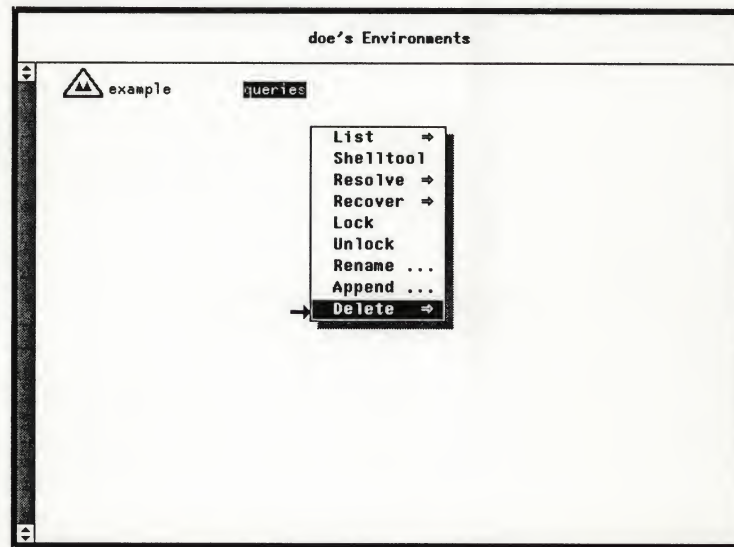 doe's Environments
example queries
List ⇒
Shelltool
Resolve ⇒
Recover ⇒
Lock
Unlock
Rename ...
Append ...
Delete ⇒